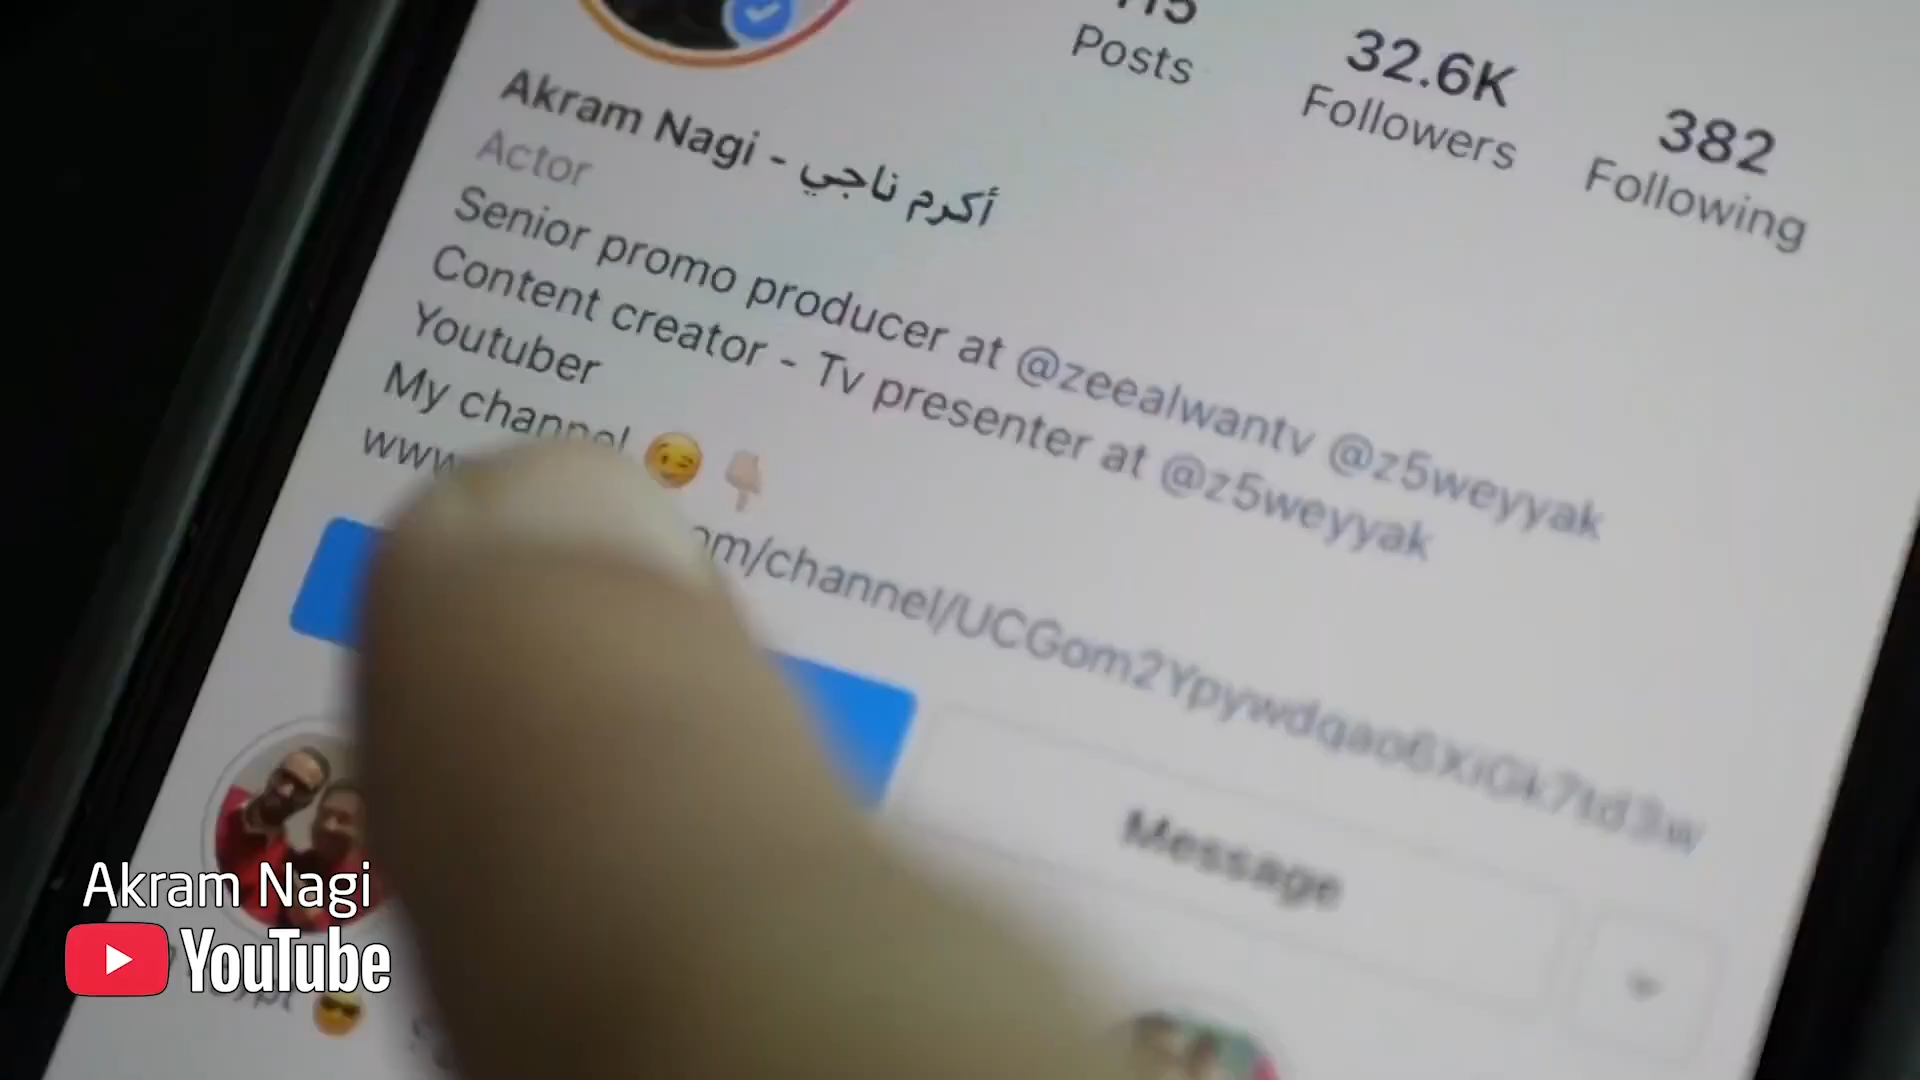 Posts
32.6K
Followers
382
Following
Akram Nagi - أكرم ناجي
Actor
Senior promo producer at @zeealwantv @z5weyyak
Content creator - Tv presenter at @z5weyyak
Youtuber
My channel 😉 👇
om/channel/UCGom2Ypywdqao6XiGk7td3w
Message
Akram Nagi
YouTube